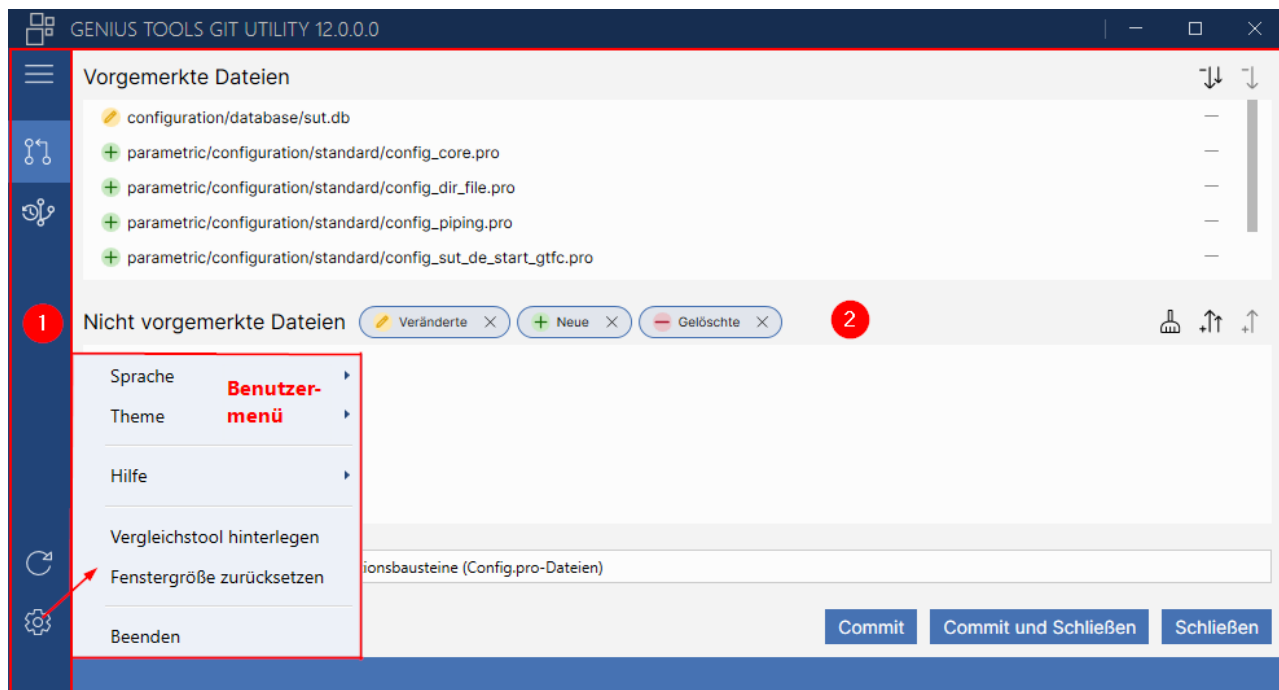 GENIUS TOOLS GIT UTILITY 12.0.0.0
Vorgemerkte Dateien
configuration/database/sut.db
parametric/configuration/standard/config_core.pro
parametric/configuration/standard/config_dir_file.pro
parametric/configuration/standard/config_piping.pro
parametric/configuration/standard/config_sut_de_start_gtfc.pro
1
Nicht vorgemerkte Dateien Veränderte Neue Gelöschte 2
Sprache
Theme
Benutzer-
menü
Hilfe
Vergleichstool hinterlegen
Fenstergröße zurücksetzen
Beenden
ionsbausteine (Config.pro-Dateien)
Commit Commit und Schließen Schließen